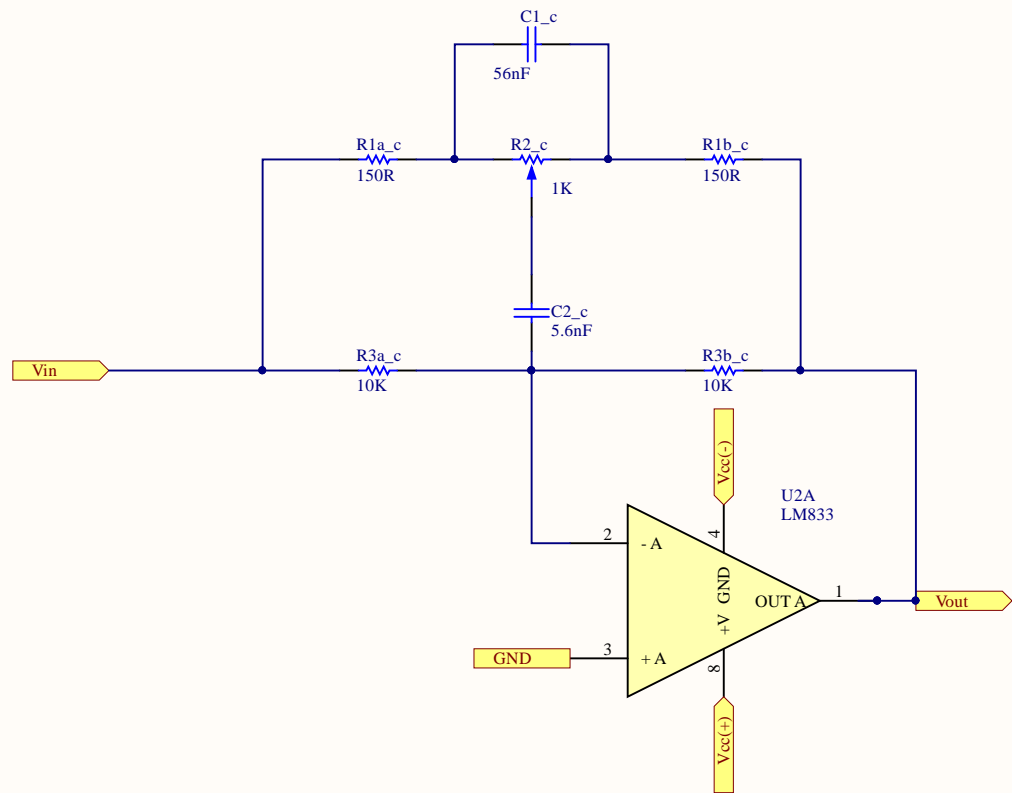 C1_c
56nF
R1a_c
150R
R2_c
1K
R1b_c
150R
C2_c
5.6nF
Vin
R3a_c
10K
R3b_c
10K
Vcc(-)
U2A
LM833
4
2
- A
GND
+V
OUT A
1
Vout
GND
3
+ A
8
Vcc(+)